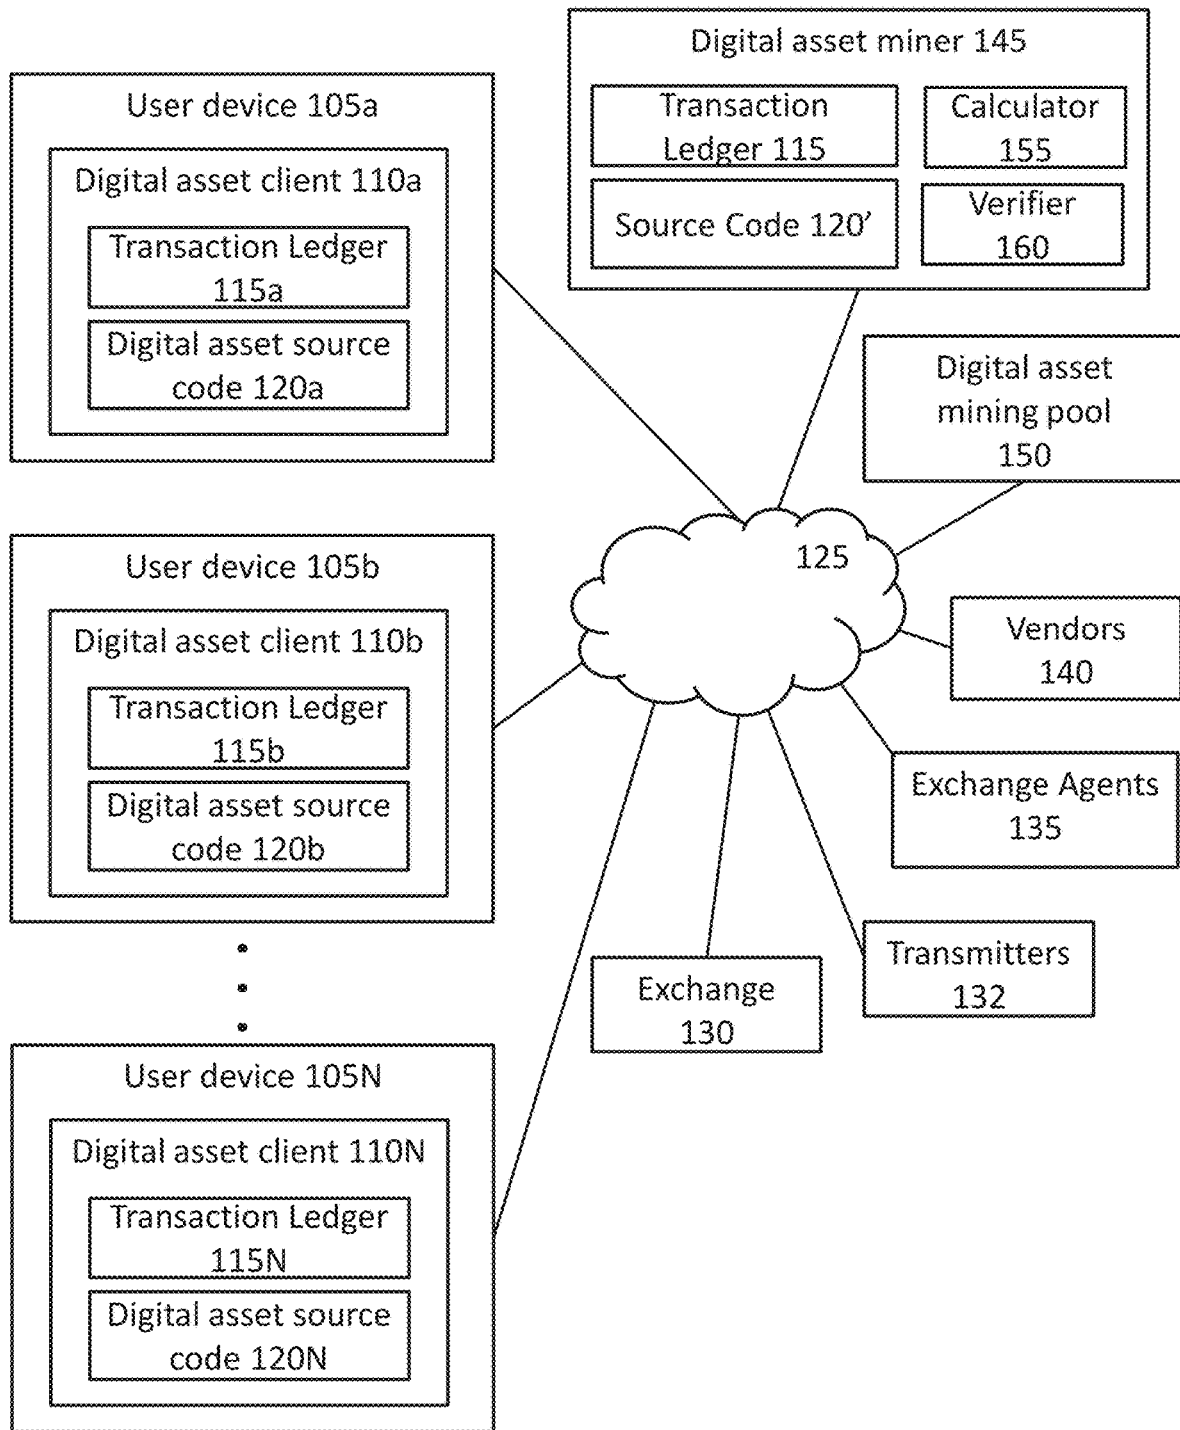 Digital asset miner 145
Transaction
Ledger 115
Calculator
155
Source Code 120’
Verifier
160
User device 105a
Digital asset client 110a
Transaction Ledger
115a
Digital asset source
code 120a
Digital asset
mining pool
150
125
User device 105b
Digital asset client 110b
Transaction Ledger
115b
Digital asset source
code 120b
Vendors
140
Exchange Agents
135
Transmitters
132
Exchange
130
User device 105N
Digital asset client 110N
Transaction Ledger
115N
Digital asset source
code 120N